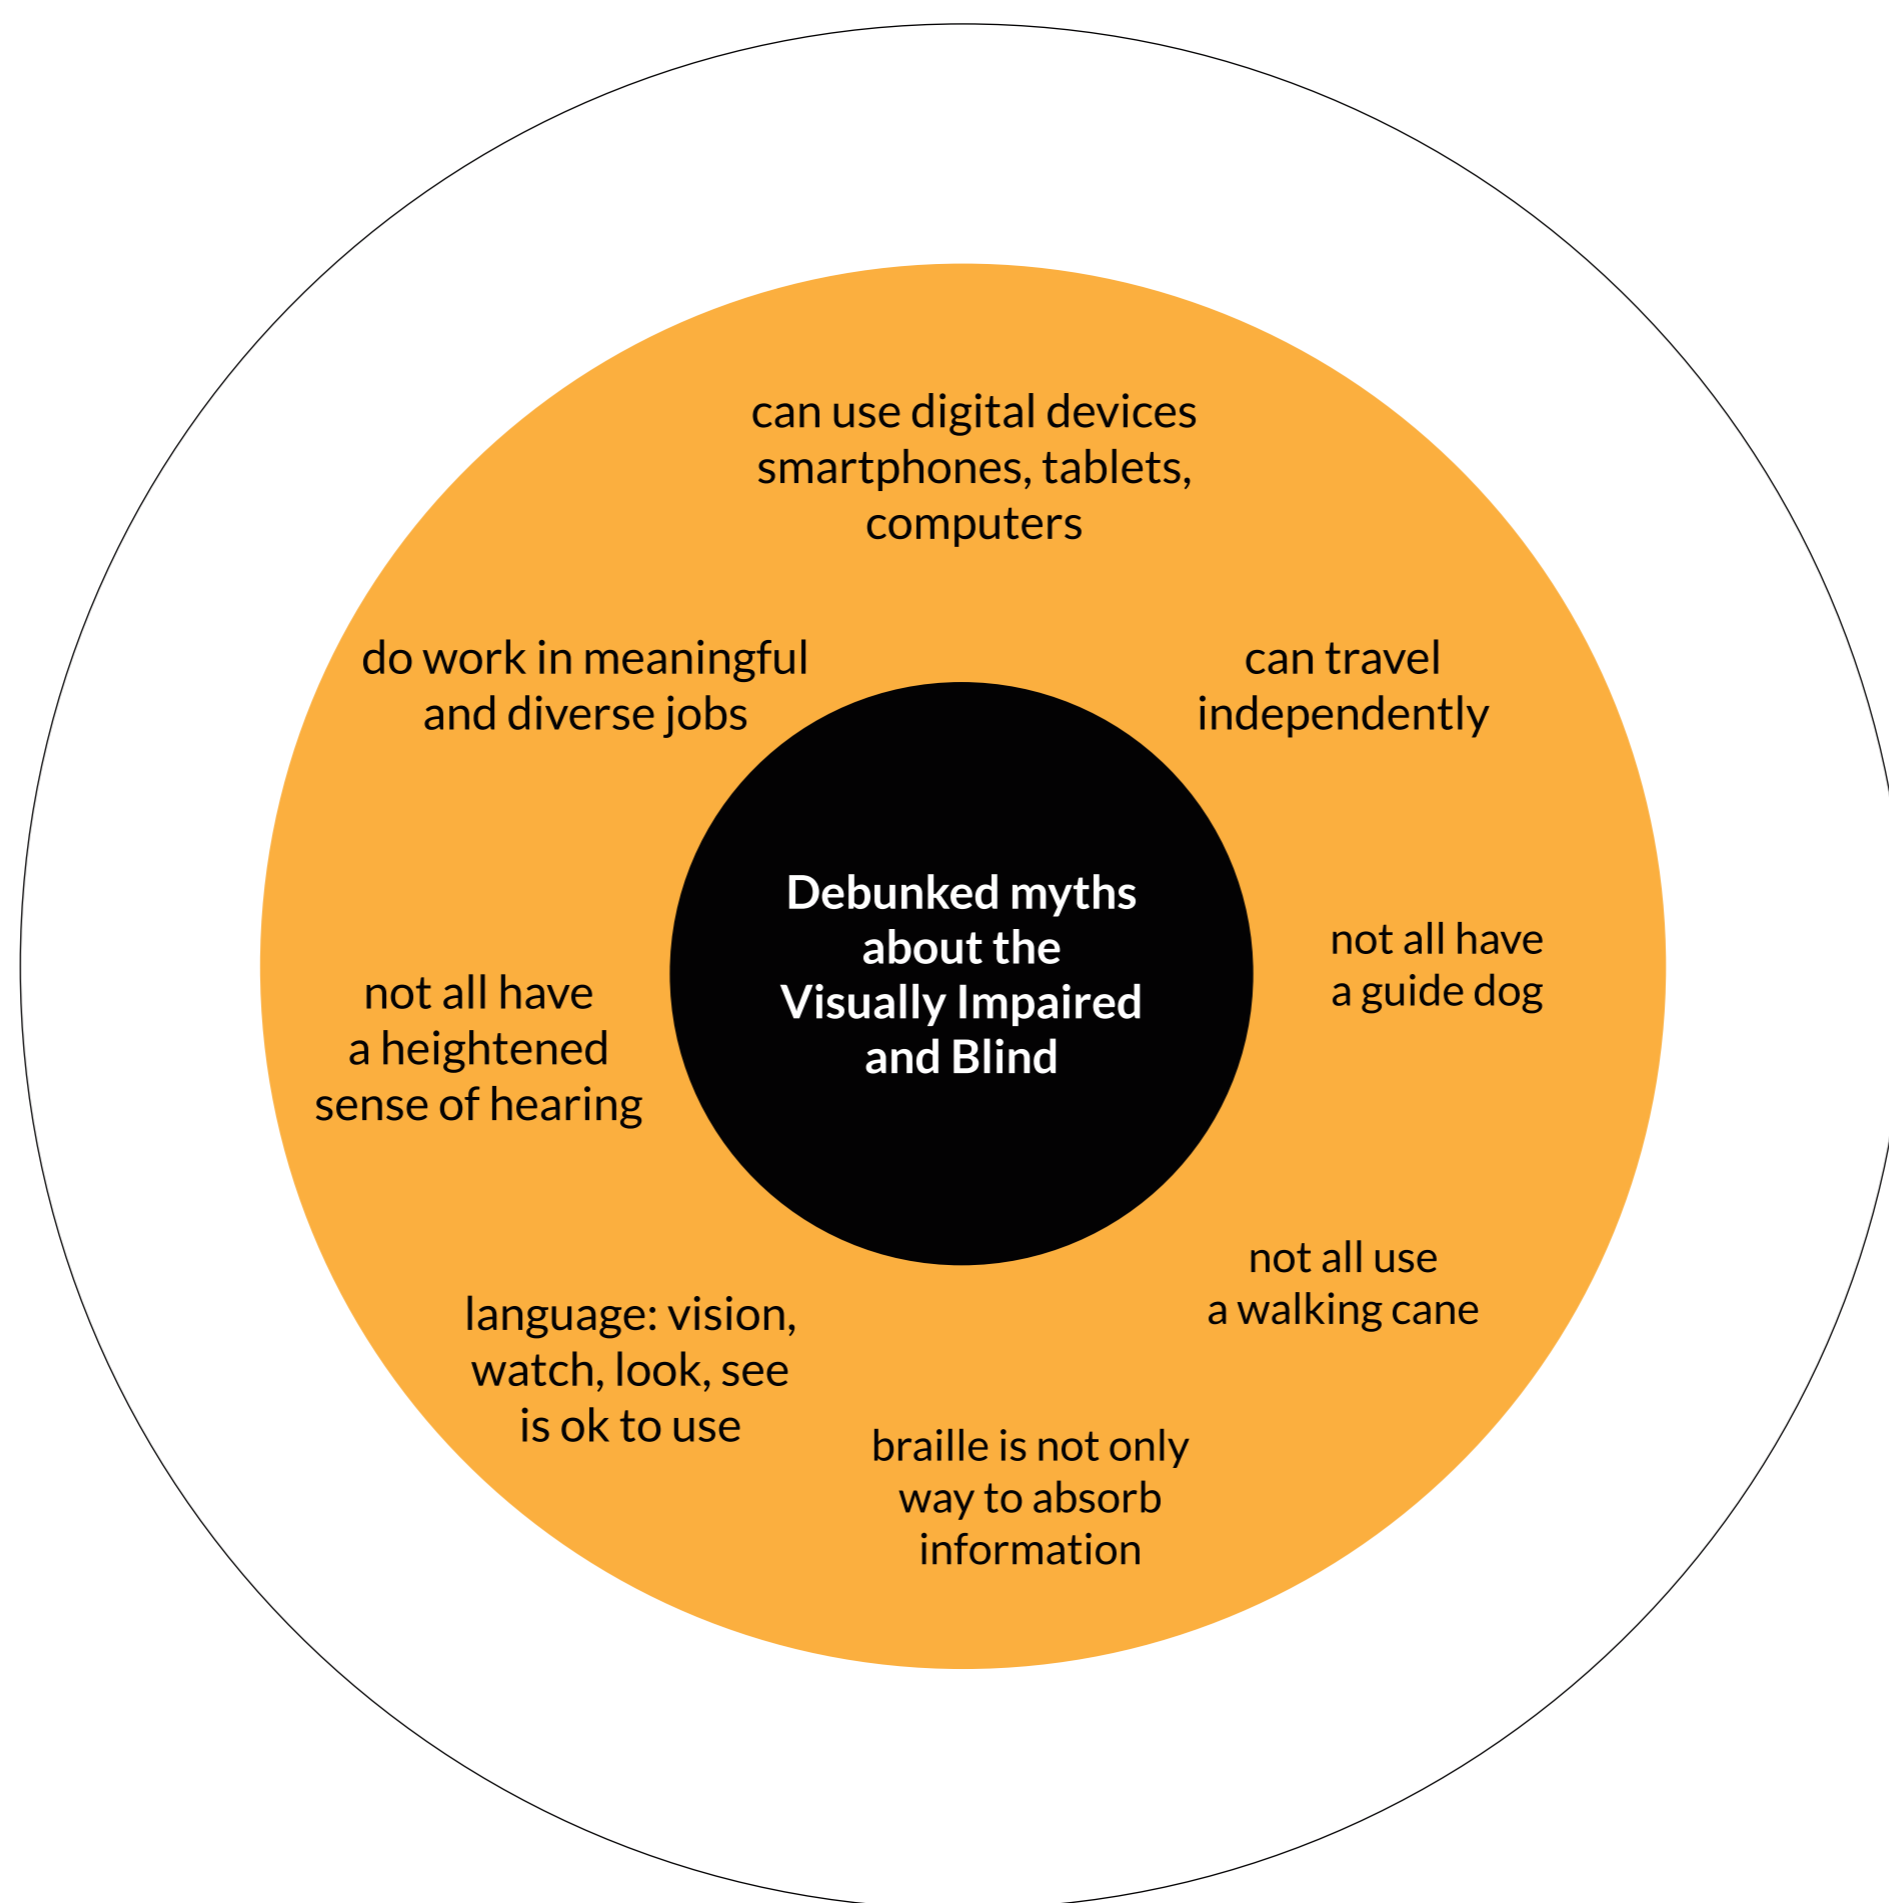 can use digital devices
smartphones, tablets,
computers
do work in meaningful
and diverse jobs
can travel
independently
Debunked myths
about the
Visually Impaired
and Blind
not all have
a guide dog
not all have
a heightened
sense of hearing
not all use
a walking cane
language: vision,
watch, look, see
is ok to use
braille is not only
way to absorb
information